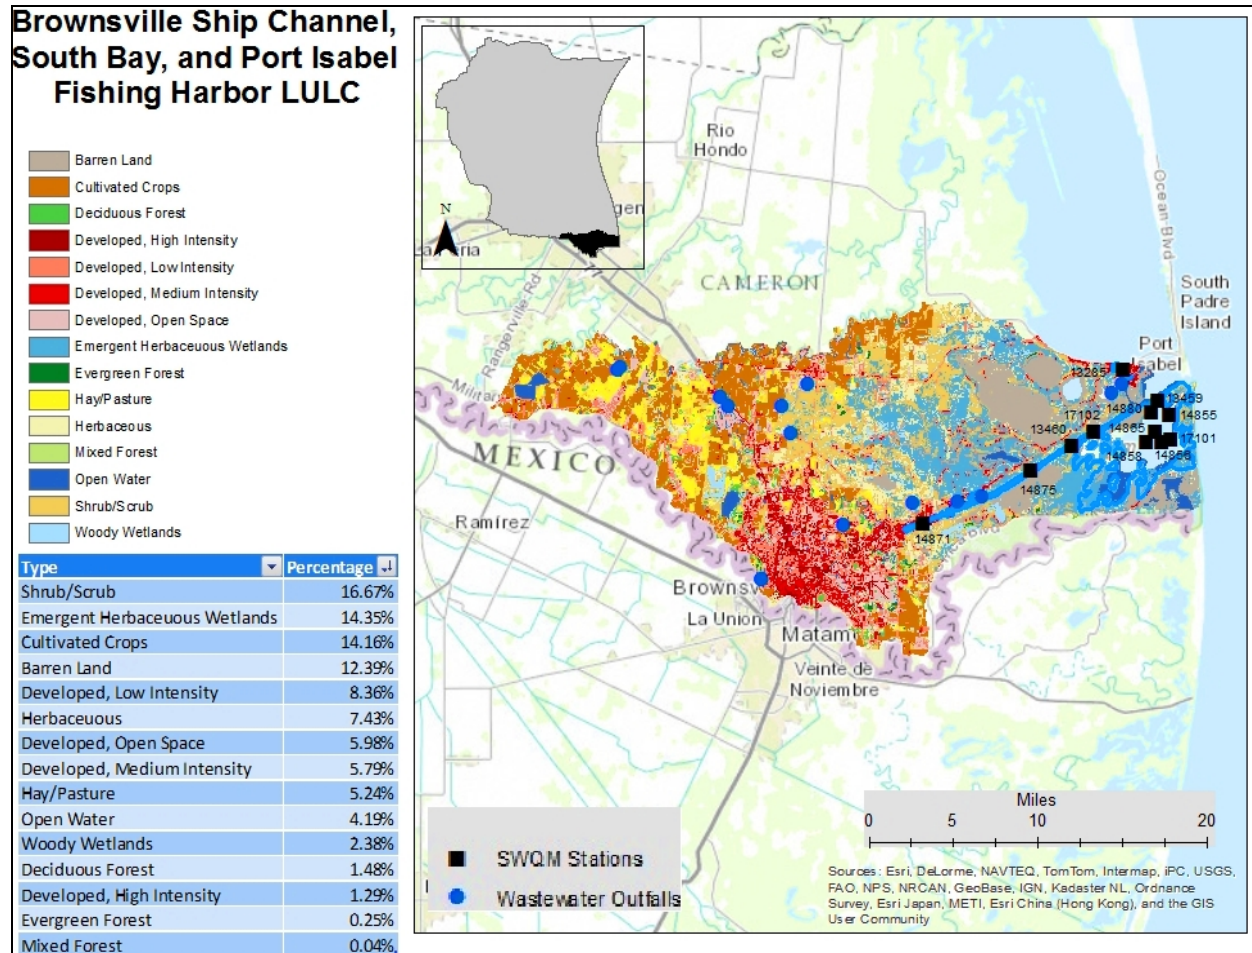 Brownsville Ship Channel,
South Bay, and Port Isabel
Fishing Harbor LULC
Barren Land
Cultivated Crops
Deciduous Forest
Developed, High Intensity
Developed, Low Intensity
Developed, Medium Intensity
Developed, Open Space
Emergent Herbaceuous Wetlands
Evergreen Forest
Hay/Pasture
Herbaceous
Mixed Forest
Open Water
Shrub/Scrub
Woody Wetlands
Type Percentage
Shrub/Scrub 16.67%
Emergent Herbaceuous Wetlands 14.35%
Cultivated Crops 14.16%
Barren Land 12.39%
Developed, Low Intensity 8.36%
Herbaceuous 7.43%
Developed, Open Space 5.98%
Developed, Medium Intensity 5.79%
Hay/Pasture 5.24%
Open Water 4.19%
Woody Wetlands 2.38%
Deciduous Forest 1.48%
Developed, High Intensity 1.29%
Evergreen Forest 0.25%
Mixed Forest 0.04%
N
gen
77
Rio
Hondo
CAMERON
Rangerville Rd
Ocean Blvd
South
Padre
Island
Port
Isabel
Military
MEXICO
Ramírez
Brownsv
La Union
Matam
Veinte de
Noviembre
13285
13459
14880
14855
17102
14865
13460
17101
14858
14856
14875
14871
SWQM Stations
Wastewater Outfalls
Miles
0 5 10 20
Sources: Esri, DeLorme, NAVTEQ, TomTom, Intermap, iPC, USGS,
FAO, NPS, NRCAN, GeoBase, IGN, Kadaster NL, Ordnance
Survey, Esri Japan, METI, Esri China (Hong Kong), and the GIS
User Community